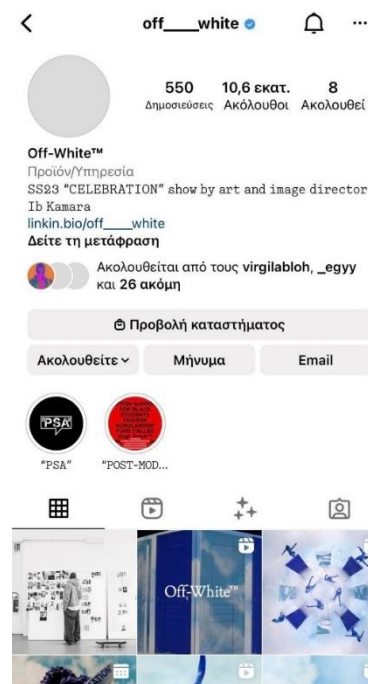 off____white
550 10,6 εκατ. 8
Δημοσιεύσεις Ακόλουθοι Ακολουθεί
Off-White™
Προϊόν/Υπηρεσία
SS23 "CELEBRATION" show by art and image director
Ib Kamara
linkin.bio/off____white
Δείτε τη μετάφραση
Ακολουθείται από τους virgilabloh, _egyy
και 26 ακόμη
Προβολή καταστήματος
Ακολουθείτε Μήνυμα Email
"PSA"
"PSA" "POST-MOD...
Off-White™